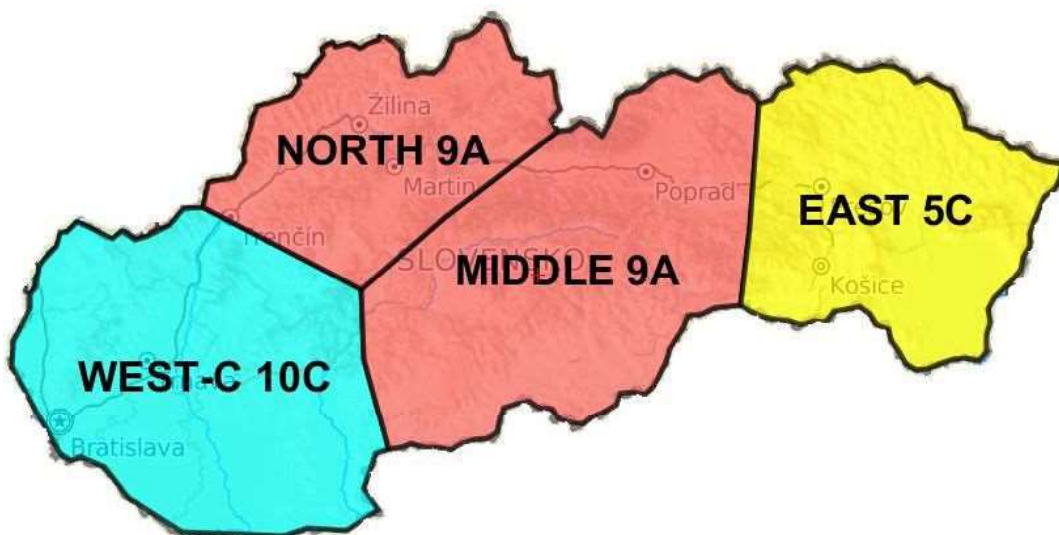 Žilina
NORTH 9A
Martin
Poprad
EAST 5C
Trenčín
SLOVENSKO
MIDDLE 9A
Košice
WEST-C 10C
Bratislava